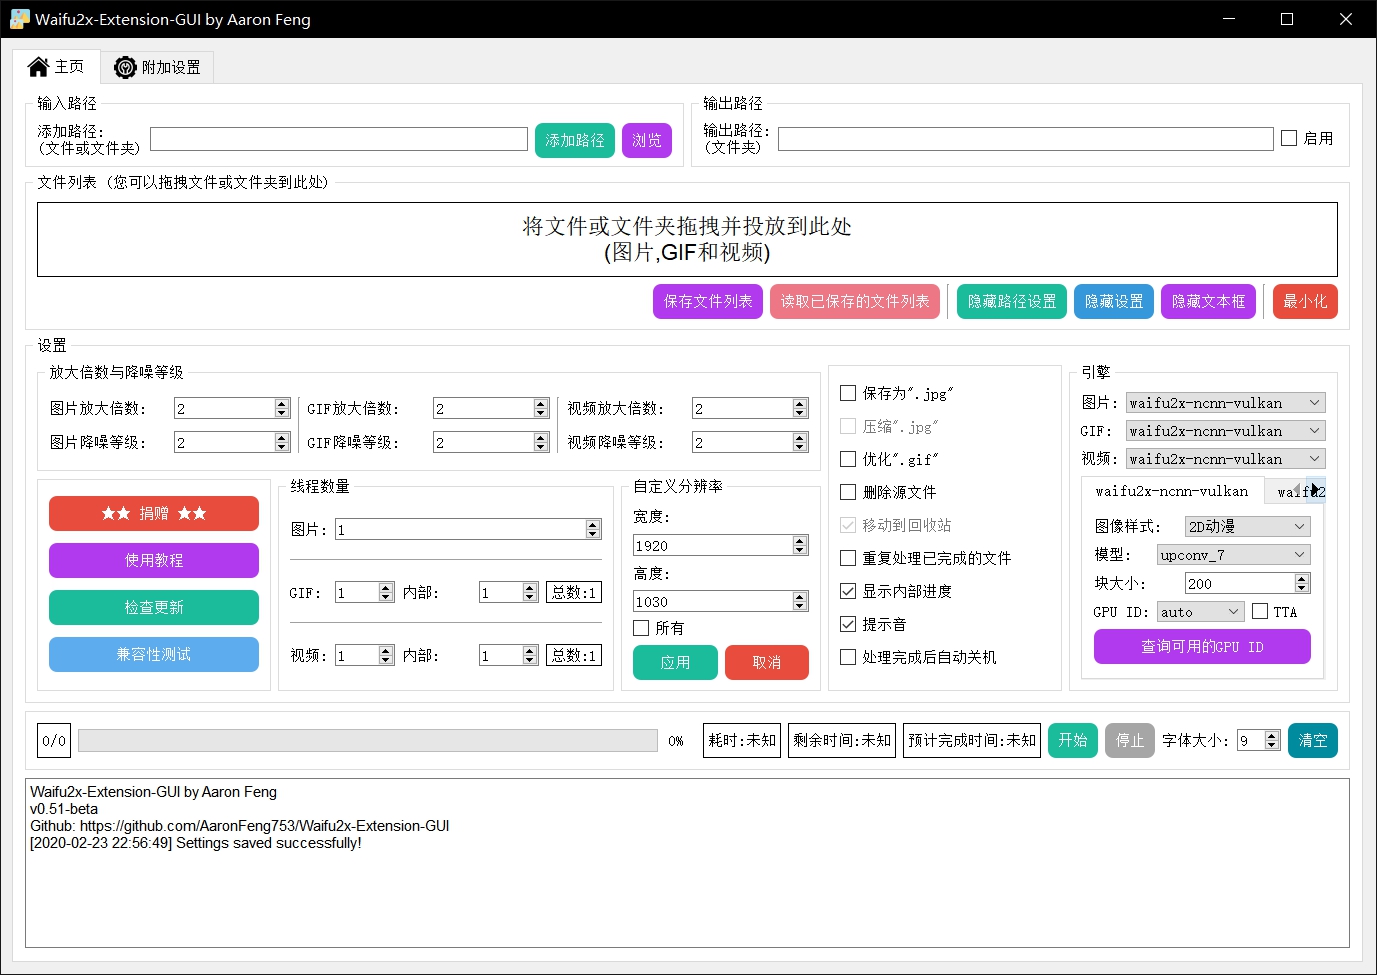 Waifu2x-Extension-GUI by Aaron Feng
主页
附加设置
输入路径
添加路径:
(文件或文件夹)
添加路径
浏览
输出路径
输出路径:
(文件夹)
启用
文件列表 (您可以拖拽文件或文件夹到此处)
将文件或文件夹拖拽并投放到此处
(图片,GIF和视频)
保存文件列表
读取已保存的文件列表
隐藏路径设置
隐藏设置
隐藏文本框
最小化
设置
放大倍数与降噪等级
图片放大倍数: 2
GIF放大倍数: 2
视频放大倍数: 2
图片降噪等级: 2
GIF降噪等级: 2
视频降噪等级: 2
★★ 捐赠 ★★
使用教程
检查更新
兼容性测试
线程数量
图片: 1
GIF: 1 内部: 1 总数:1
视频: 1 内部: 1 总数:1
自定义分辨率
宽度:
1920
高度:
1030
所有
应用
取消
保存为".jpg"
压缩".jpg"
优化".gif"
删除源文件
移动到回收站
重复处理已完成的文件
显示内部进度
提示音
处理完成后自动关机
引擎
图片: waifu2x-ncnn-vulkan
GIF: waifu2x-ncnn-vulkan
视频: waifu2x-ncnn-vulkan
waifu2x-ncnn-vulkan
图像样式: 2D动漫
模型: upconv_7
块大小: 200
GPU ID: auto TTA
查询可用的GPU ID
0/0
0%
耗时:未知
剩余时间:未知
预计完成时间:未知
开始
停止
字体大小: 9
清空
Waifu2x-Extension-GUI by Aaron Feng
v0.51-beta
Github: https://github.com/AaronFeng753/Waifu2x-Extension-GUI
[2020-02-23 22:56:49] Settings saved successfully!